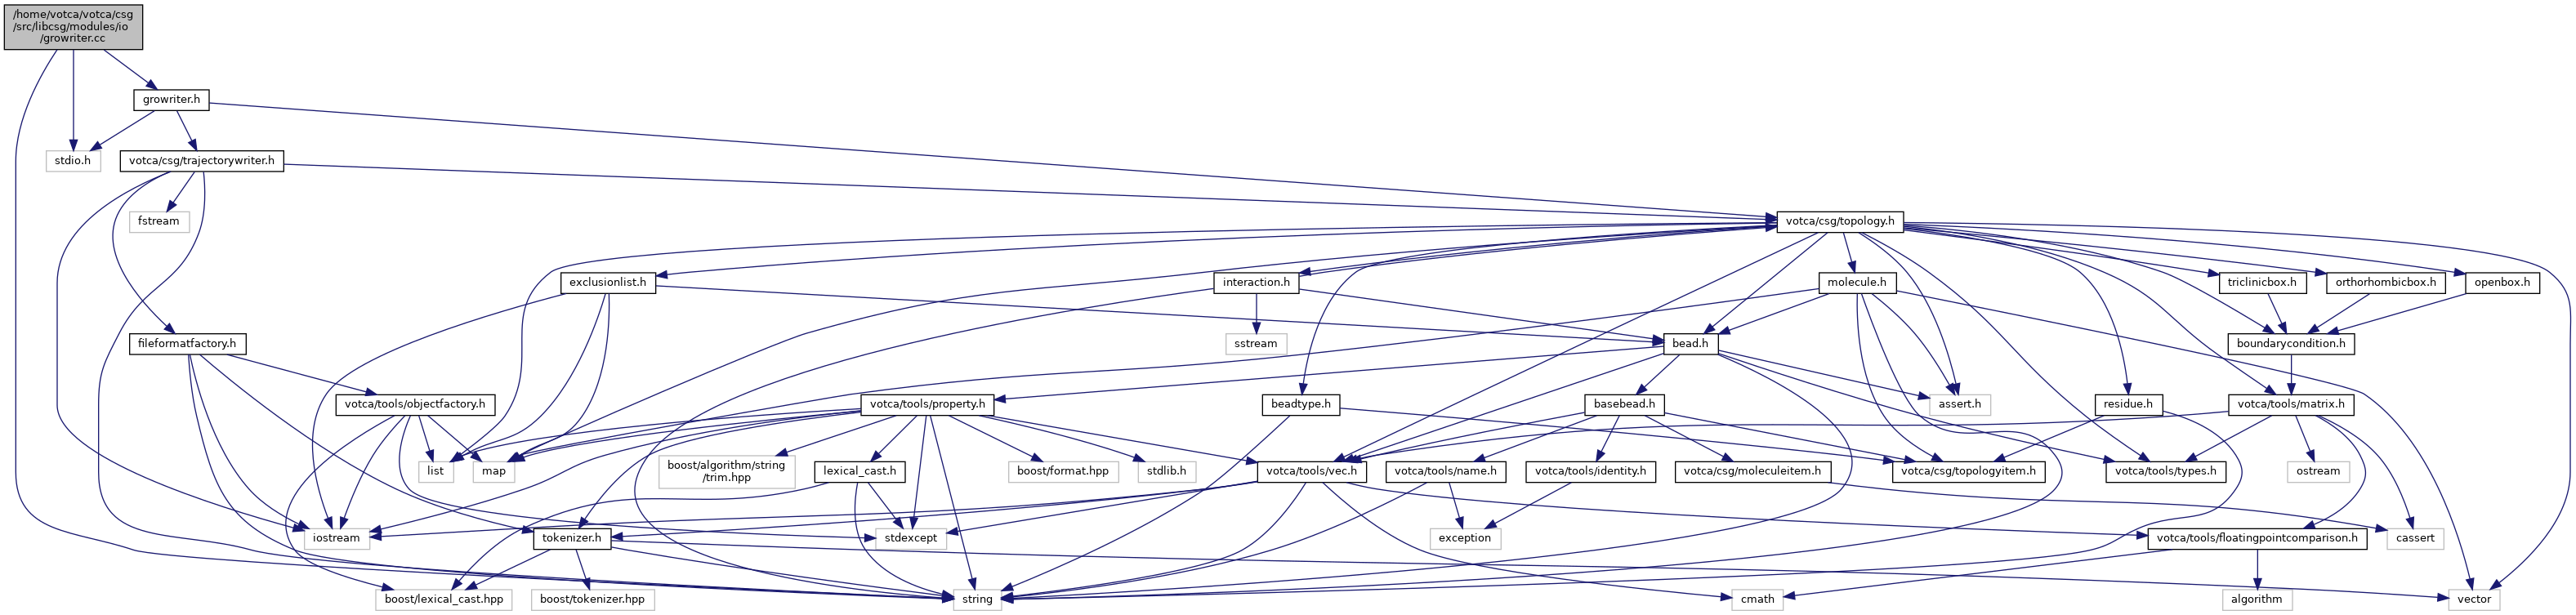 /home/votca/votca/csg
/src/libcsg/modules/io
/growriter.cc
growriter.h
stdio.h
votca/csg/trajectorywriter.h
fstream
votca/csg/topology.h
exclusionlist.h
interaction.h
molecule.h
triclinicbox.h
orthorhombicbox.h
openbox.h
fileformatfactory.h
sstream
bead.h
boundarycondition.h
votca/tools/objectfactory.h
votca/tools/property.h
beadtype.h
basebead.h
assert.h
residue.h
votca/tools/matrix.h
list
map
boost/algorithm/string
/trim.hpp
lexical_cast.h
boost/format.hpp
stdlib.h
votca/tools/vec.h
votca/tools/name.h
votca/tools/identity.h
votca/csg/moleculeitem.h
votca/csg/topologyitem.h
votca/tools/types.h
ostream
iostream
tokenizer.h
stdexcept
exception
votca/tools/floatingpointcomparison.h
cassert
boost/lexical_cast.hpp
boost/tokenizer.hpp
string
cmath
algorithm
vector